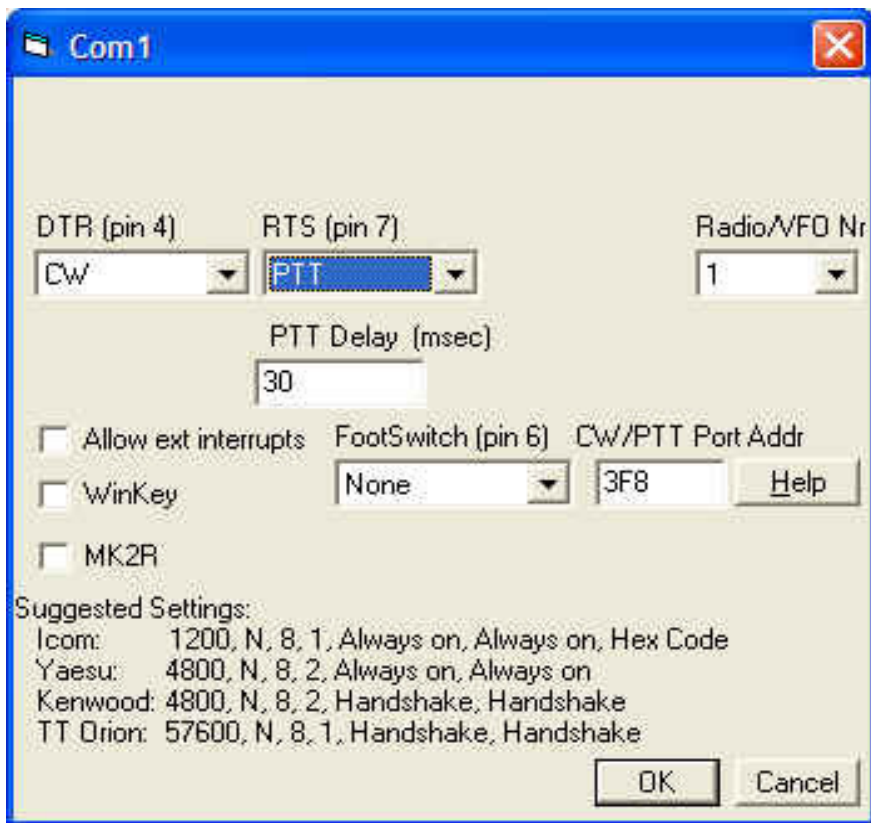 Com1
DTR (pin 4) RTS (pin 7) Radio/VFO Nr
CW PTT 1
PTT Delay (msec)
30
Allow ext interrupts FootSwitch (pin 6) CW/PTT Port Addr
WinKey None 3F8 Help
MK2R
Suggested Settings:
Icom: 1200, N, 8, 1, Always on, Always on, Hex Code
Yaesu: 4800, N, 8, 2, Always on, Always on
Kenwood: 4800, N, 8, 2, Handshake, Handshake
TT Orion: 57600, N, 8, 1, Handshake, Handshake
OK Cancel